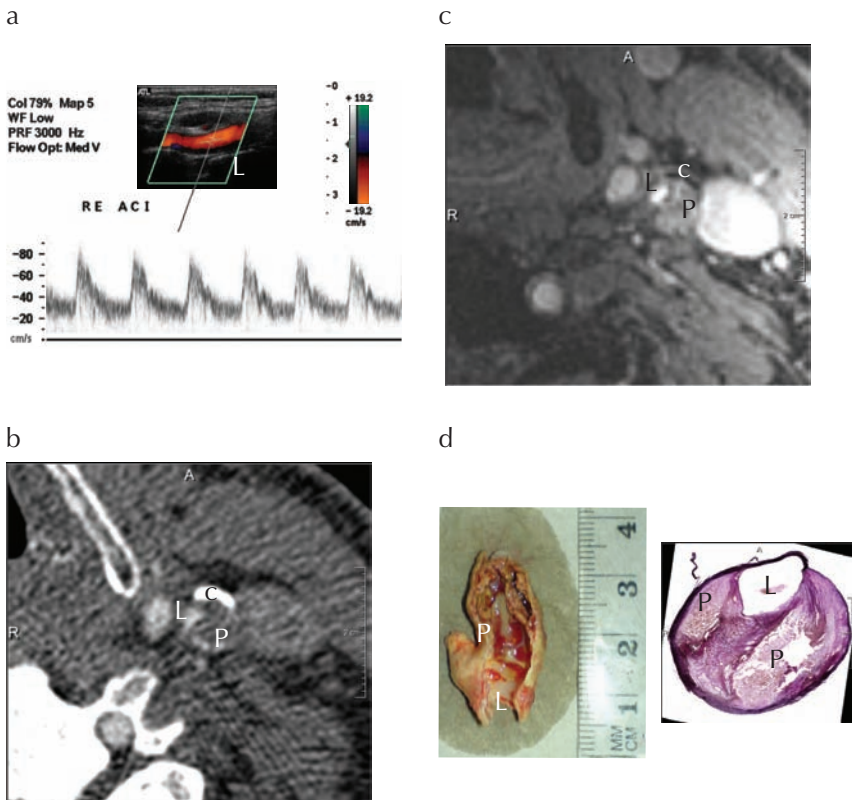 a
Col 79% Map 5
WF Low
PRF 3000 Hz
Flow Opt: Med V
ATL
L
-0
-1
-2
-3
+ 19.2
- 19.2
cm/s
RE ACI
-80
-60
-40
-20
cm/s
b
A
R
C
L
P
c
A
R
C
L
P
2 cm
d
P
L
4
3
2
1
MM
CM
A
L
P
P